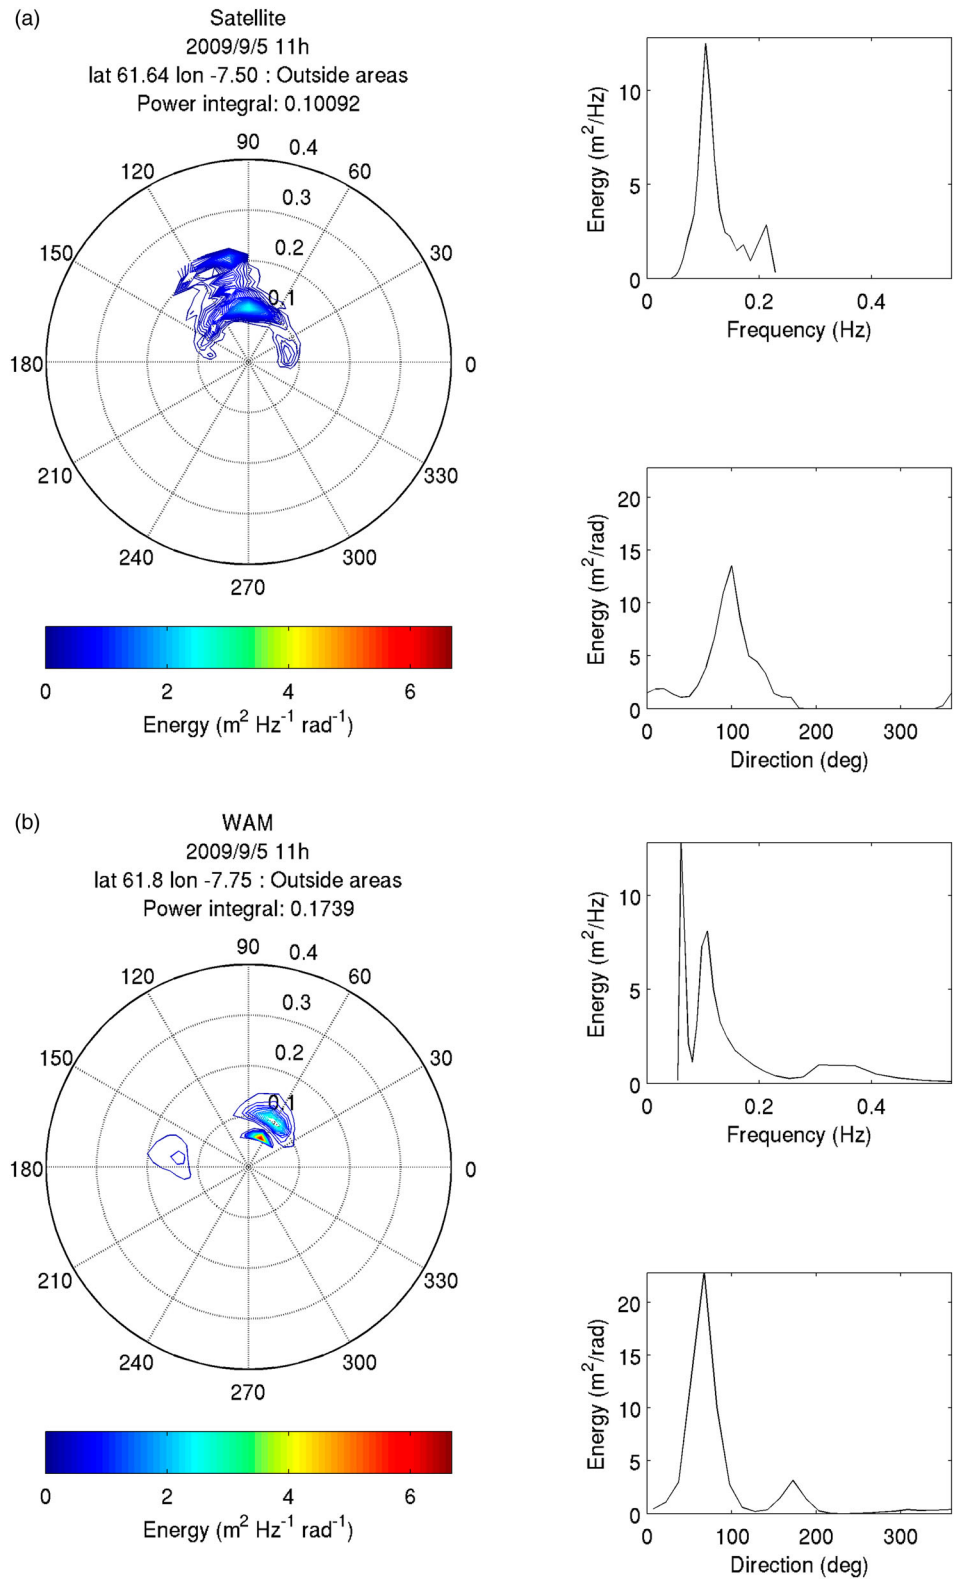 (a)
Satellite
2009/9/5 11h
lat 61.64 lon -7.50 : Outside areas
Power integral: 0.10092
90
0.4
120
60
0.3
150
0.2
30
0.1
180
0
210
330
240
300
270
0 2 4 6
Energy (m² Hz⁻¹ rad⁻¹)
Energy (m²/Hz)
10
5
0
0 0.2 0.4
Frequency (Hz)
Energy (m²/rad)
20
15
10
5
0
0 100 200 300
Direction (deg)
(b)
WAM
2009/9/5 11h
lat 61.8 lon -7.75 : Outside areas
Power integral: 0.1739
90
0.4
120
60
0.3
150
0.2
30
0.1
180
0
210
330
240
300
270
0 2 4 6
Energy (m² Hz⁻¹ rad⁻¹)
Energy (m²/Hz)
10
5
0
0 0.2 0.4
Frequency (Hz)
Energy (m²/rad)
20
15
10
5
0
0 100 200 300
Direction (deg)